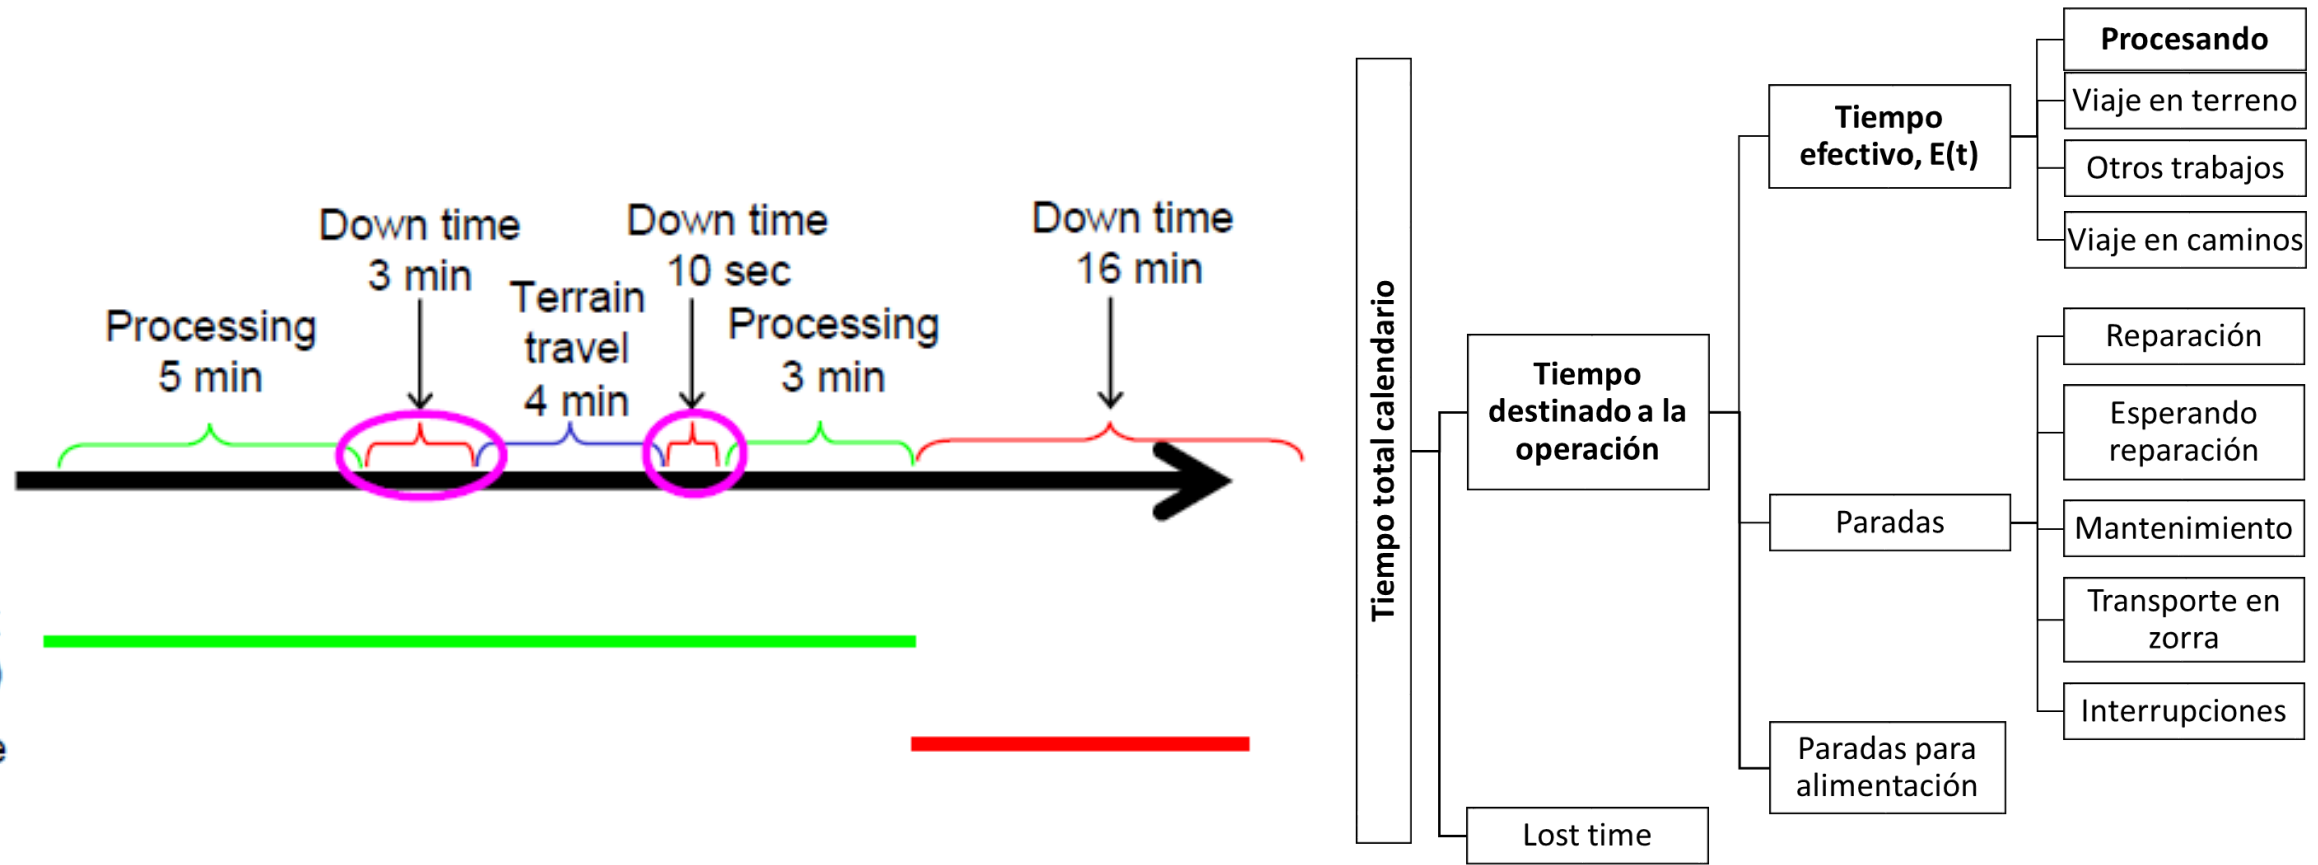 Down time
3 min
Down time
10 sec
Down time
16 min
Processing
5 min
Terrain
travel
4 min
Processing
3 min
Tiempo total calendario
Tiempo
destinado a la
operación
Lost time
Tiempo
efectivo, E(t)
Paradas
Paradas para
alimentación
Procesando
Viaje en terreno
Otros trabajos
Viaje en caminos
Reparación
Esperando
reparación
Mantenimiento
Transporte en
zorra
Interrupciones